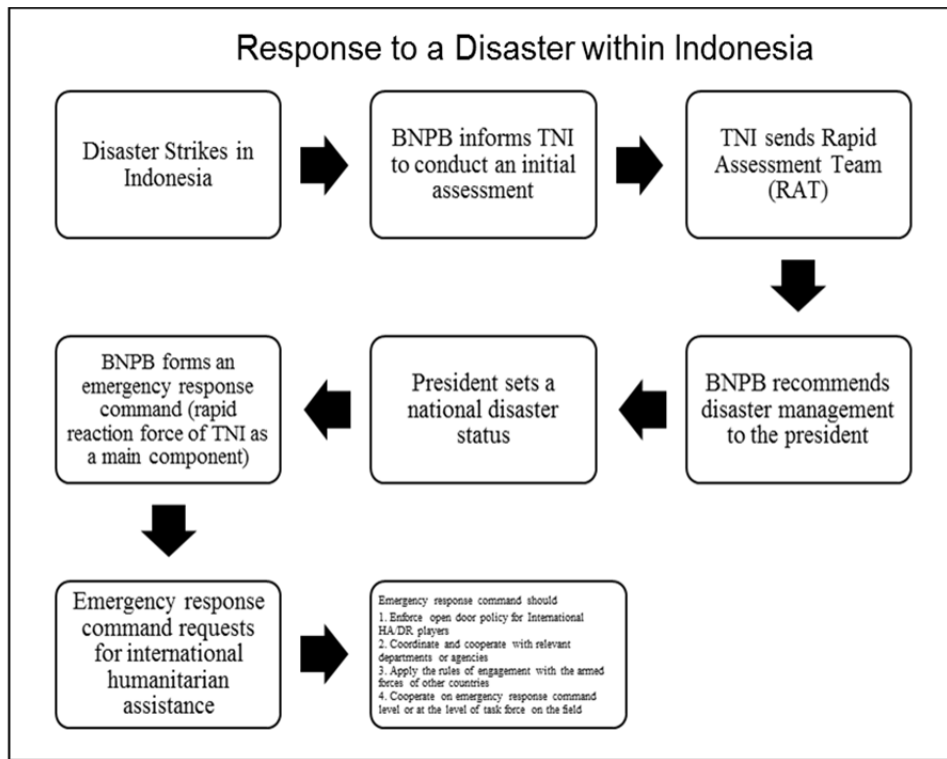 Response to a Disaster within Indonesia
Disaster Strikes in
Indonesia
BNPB informs TNI
to conduct an initial
assessment
TNI sends Rapid
Assessment Team
(RAT)
BNPB recommends
disaster management
to the president
President sets a
national disaster
status
BNPB forms an
emergency response
command (rapid
reaction force of TNI as
a main component)
Emergency response
command requests
for international
humanitarian
assistance
Emergency response command should
1. Enforce open door policy for International
HA/DR players
2. Coordinate and cooperate with relevant
departments or agencies
3. Apply the rules of engagement with the armed
forces of other countries
4. Cooperate on emergency response command
level or at the level of task force on the field